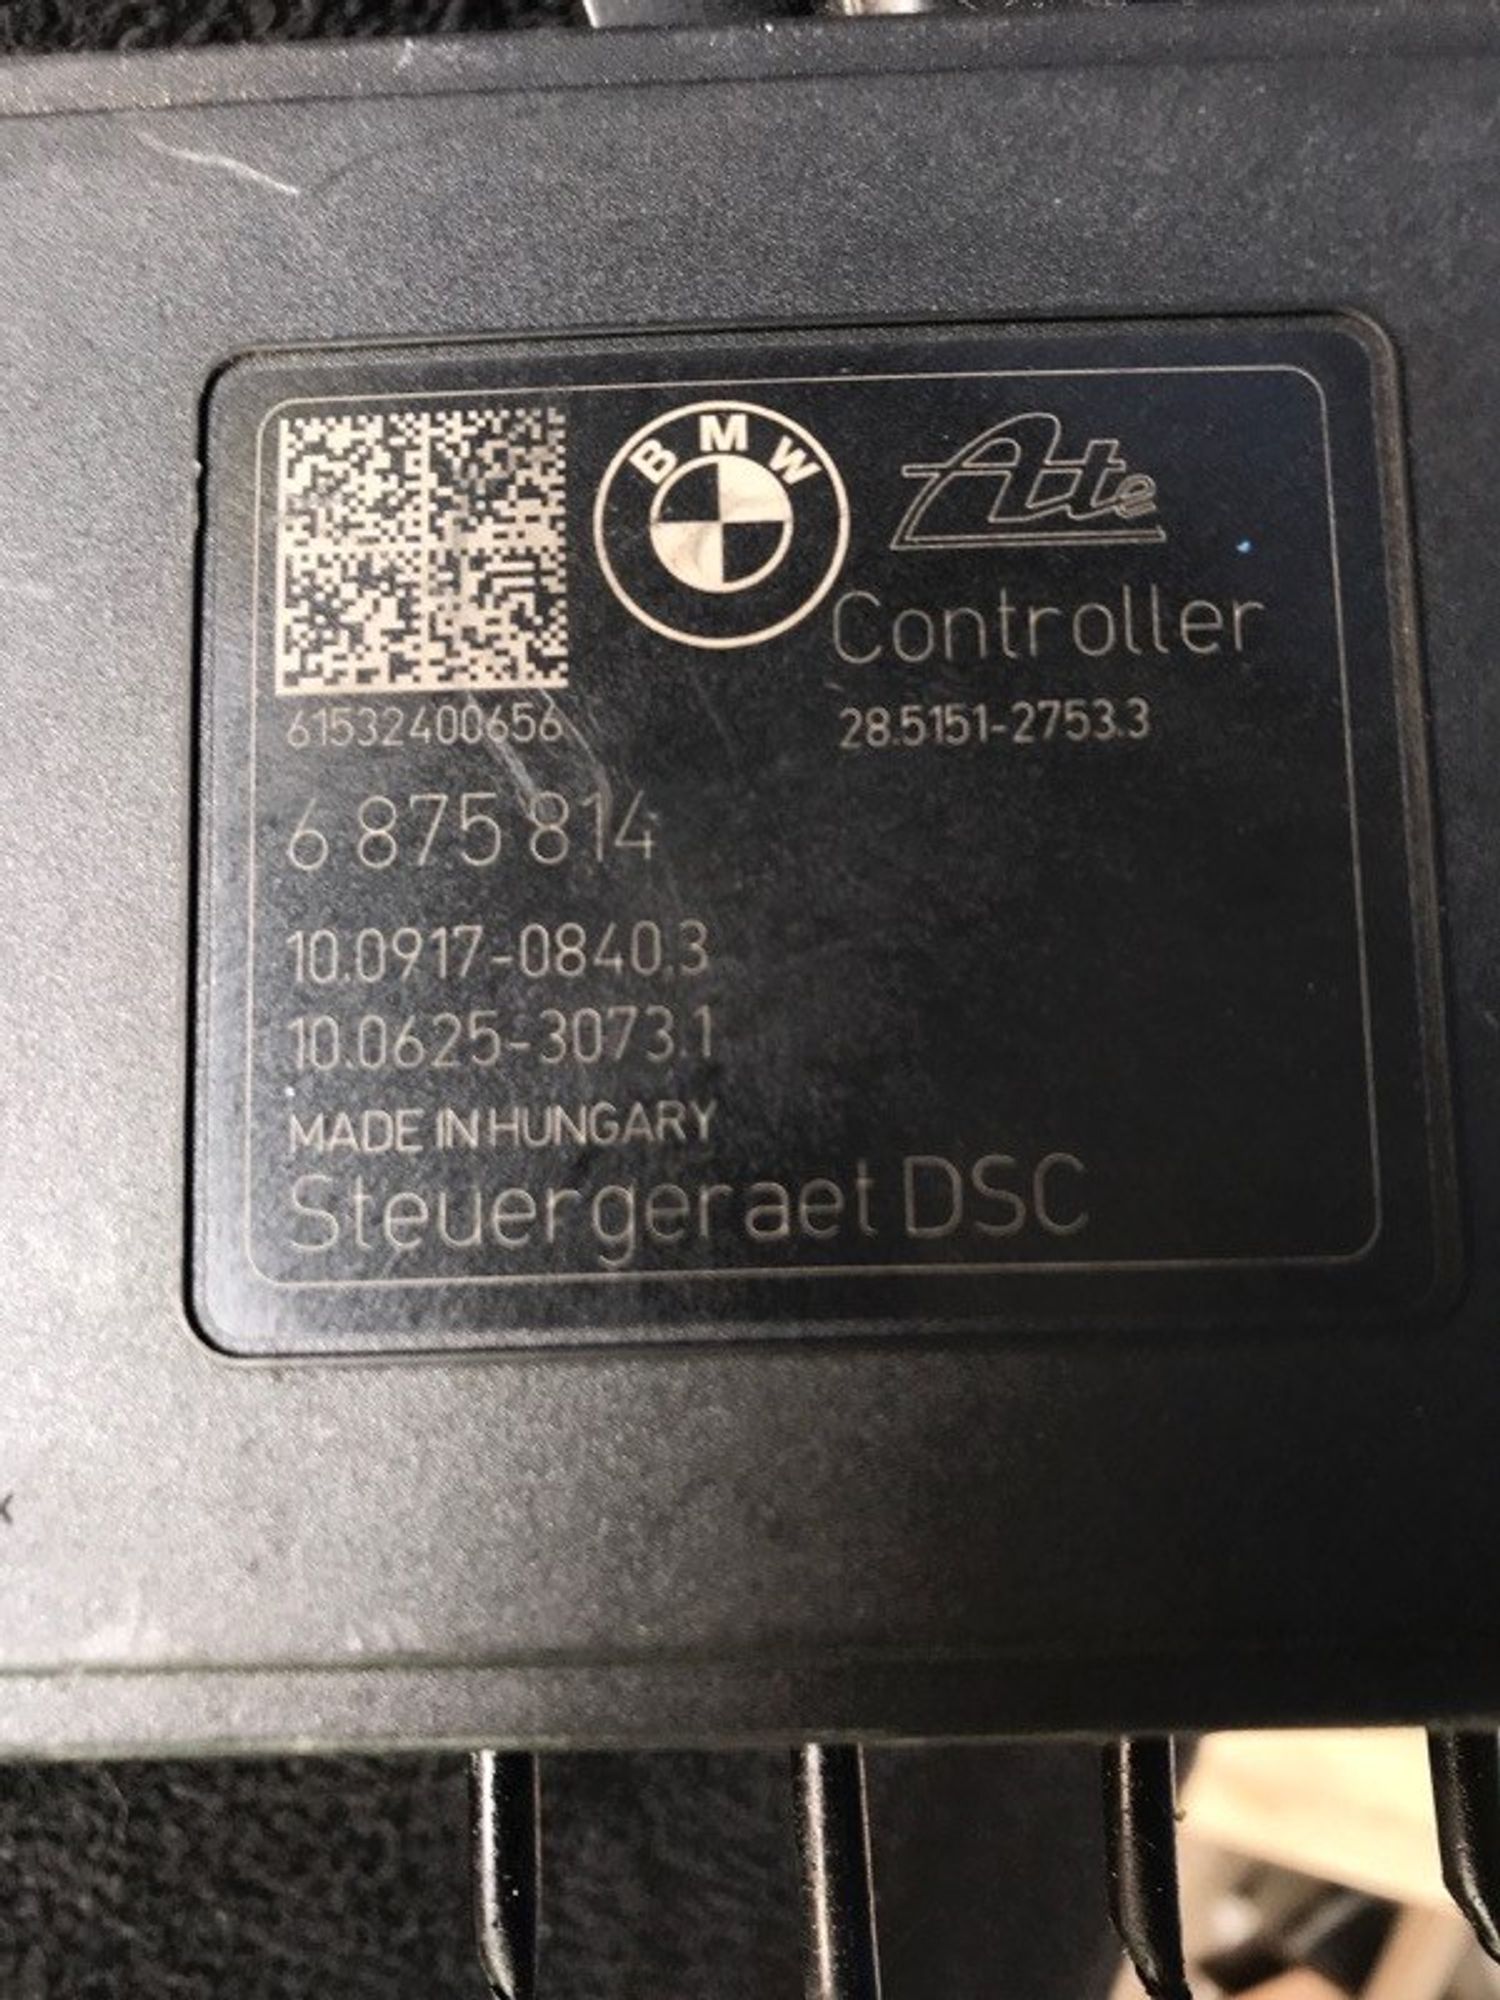 BMW
Ate
Controller
61532400656
28.5151-2753.3
6 875 814
10.0917-0840.3
10.0625-3073.1
MADE IN HUNGARY
Steuergeraet DSC